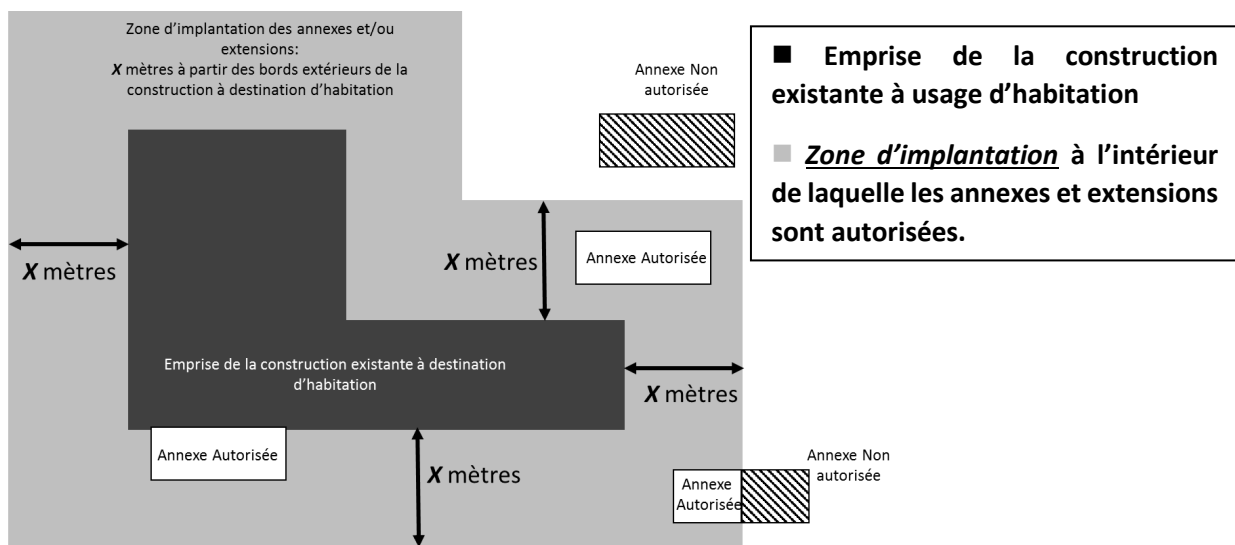 Zone d’implantation des annexes et/ou
extensions:
X mètres à partir des bords extérieurs de la
construction à destination d’habitation
Annexe Non
autorisée
■ Emprise de la construction
existante à usage d’habitation
■ Zone d’implantation à l’intérieur
de laquelle les annexes et extensions
sont autorisées.
X mètres
X mètres
Annexe Autorisée
Emprise de la construction existante à destination
d’habitation
X mètres
Annexe Autorisée
X mètres
Annexe
Autorisée
Annexe Non
autorisée